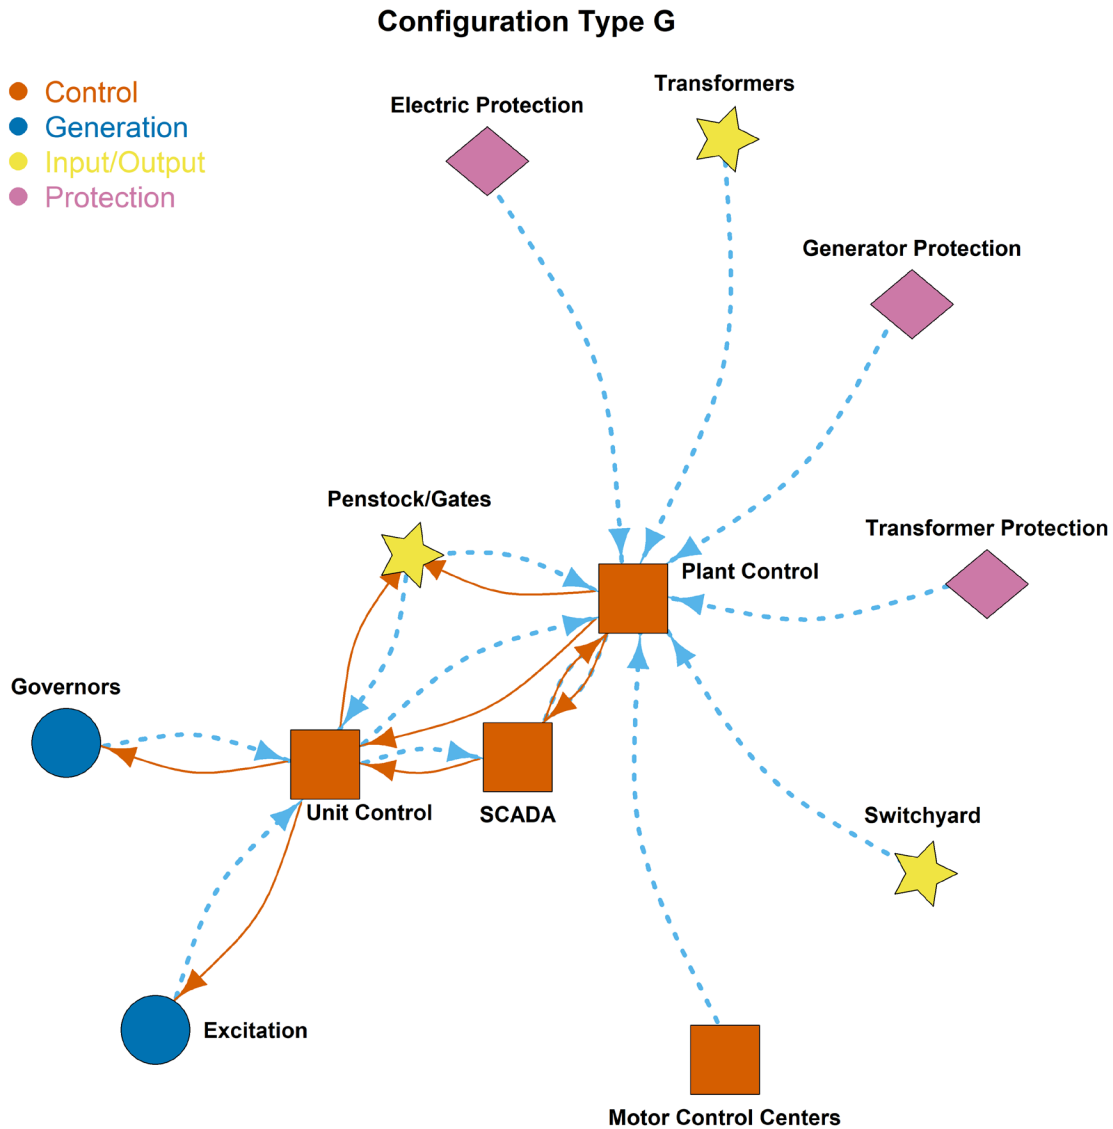 Configuration Type G
Control
Generation
Input/Output
Protection
Transformers
Electric Protection
Generator Protection
Penstock/Gates
Transformer Protection
Plant Control
Governors
Unit Control
SCADA
Switchyard
Excitation
Motor Control Centers